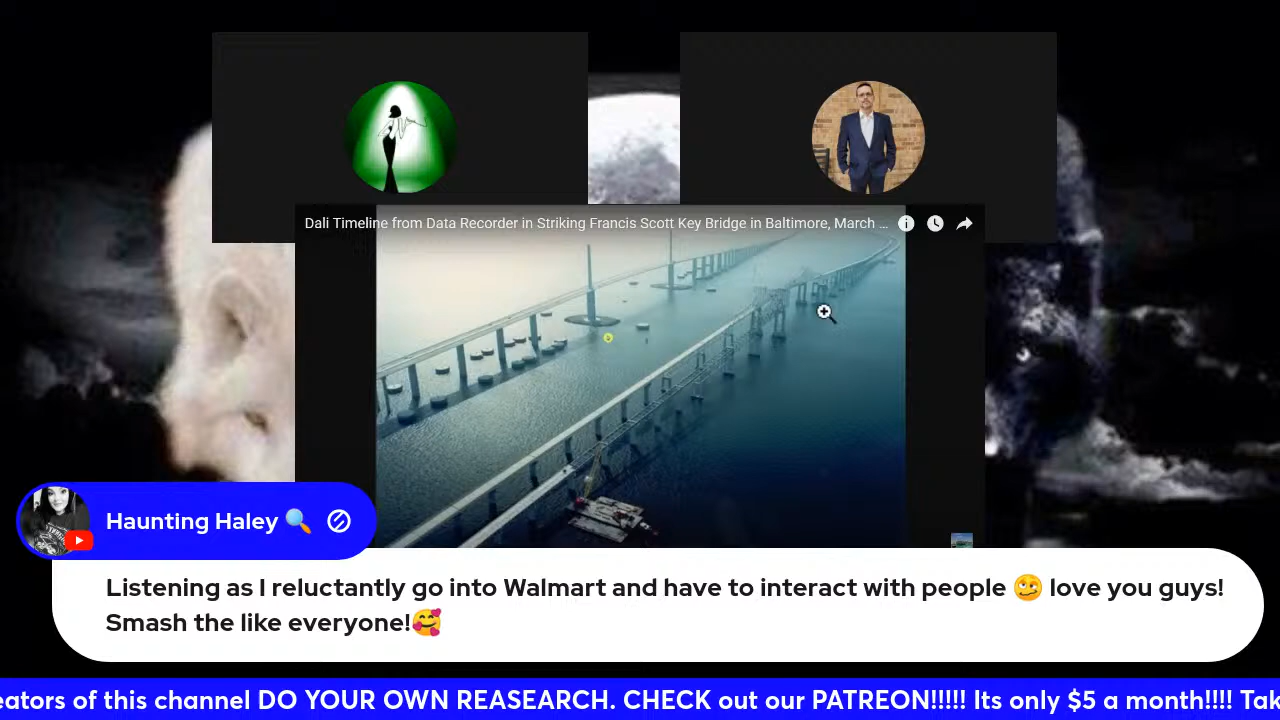 Dali Timeline from Data Recorder in Striking Francis Scott Key Bridge in Baltimore, March ...
Haunting Haley 🔍
Listening as I reluctantly go into Walmart and have to interact with people 🥴 love you guys!
Smash the like everyone!🥰
eators of this channel DO YOUR OWN REASEARCH. CHECK out our PATREON!!!!! Its only $5 a month!!!! Tak